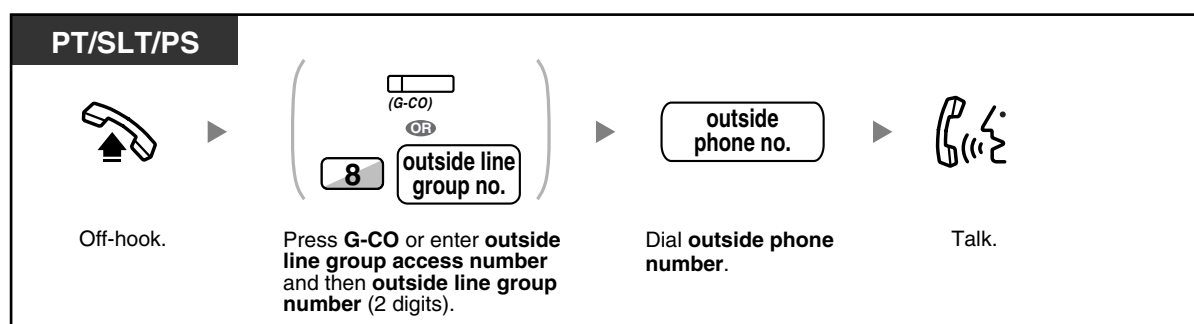 PT/SLT/PS
(G-CO)
OR
8
outside line
group no.
outside
phone no.
Off-hook.
Press G-CO or enter outside
line group access number
and then outside line group
number (2 digits).
Dial outside phone
number.
Talk.